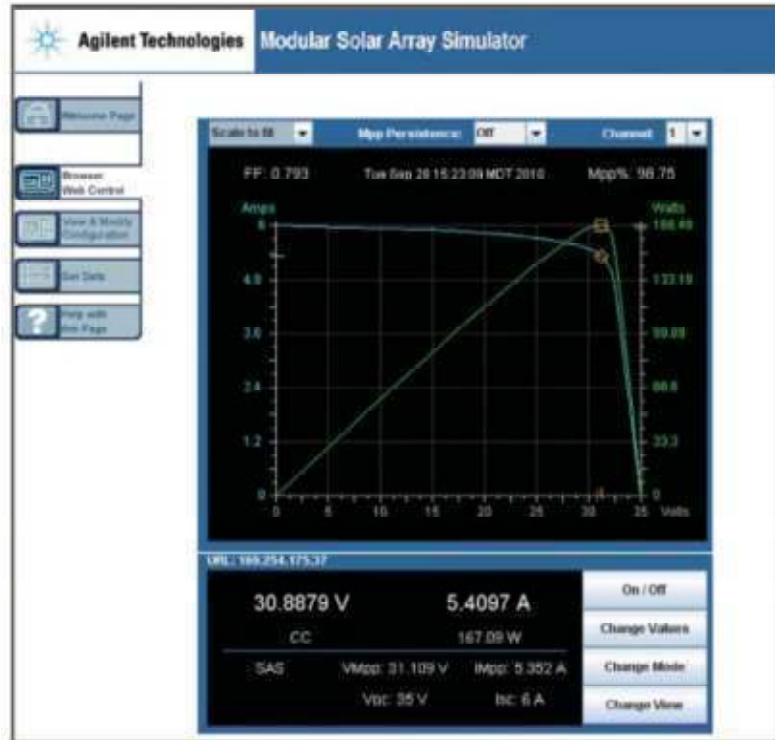 Agilent Technologies Modular Solar Array Simulator
Welcome Page
Browser
Web Control
View & Modify
Configuration
Get Data
Help with
this Page
Scale to fit Mpp Persistence: Off Channel: 1
FF: 0.793 Tue Sep 28 15:23:09 MDT 2010 Mpp%: 98.75
Amps Watts
6
4.8 133.19
3.6
2.4 66.6
1.2 33.3
0 0
0 5 10 15 20 25 30 35 Volts
URL: 169.254.175.37
30.8879 V 5.4097 A
CC 167.09 W
SAS VMpp: 31.109 V IMpp: 5.352 A
Voc: 35 V Isc: 6 A
On / Off
Change Values
Change Mode
Change View